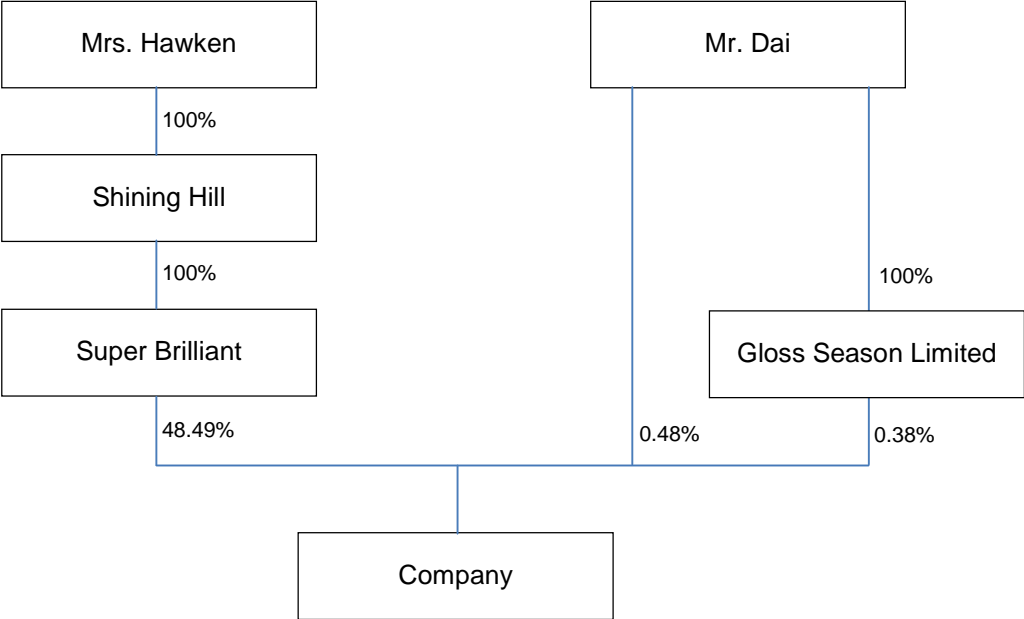 Mrs. Hawken
Mr. Dai
100%
Shining Hill
100%
100%
Super Brilliant
Gloss Season Limited
48.49%
0.48%
0.38%
Company